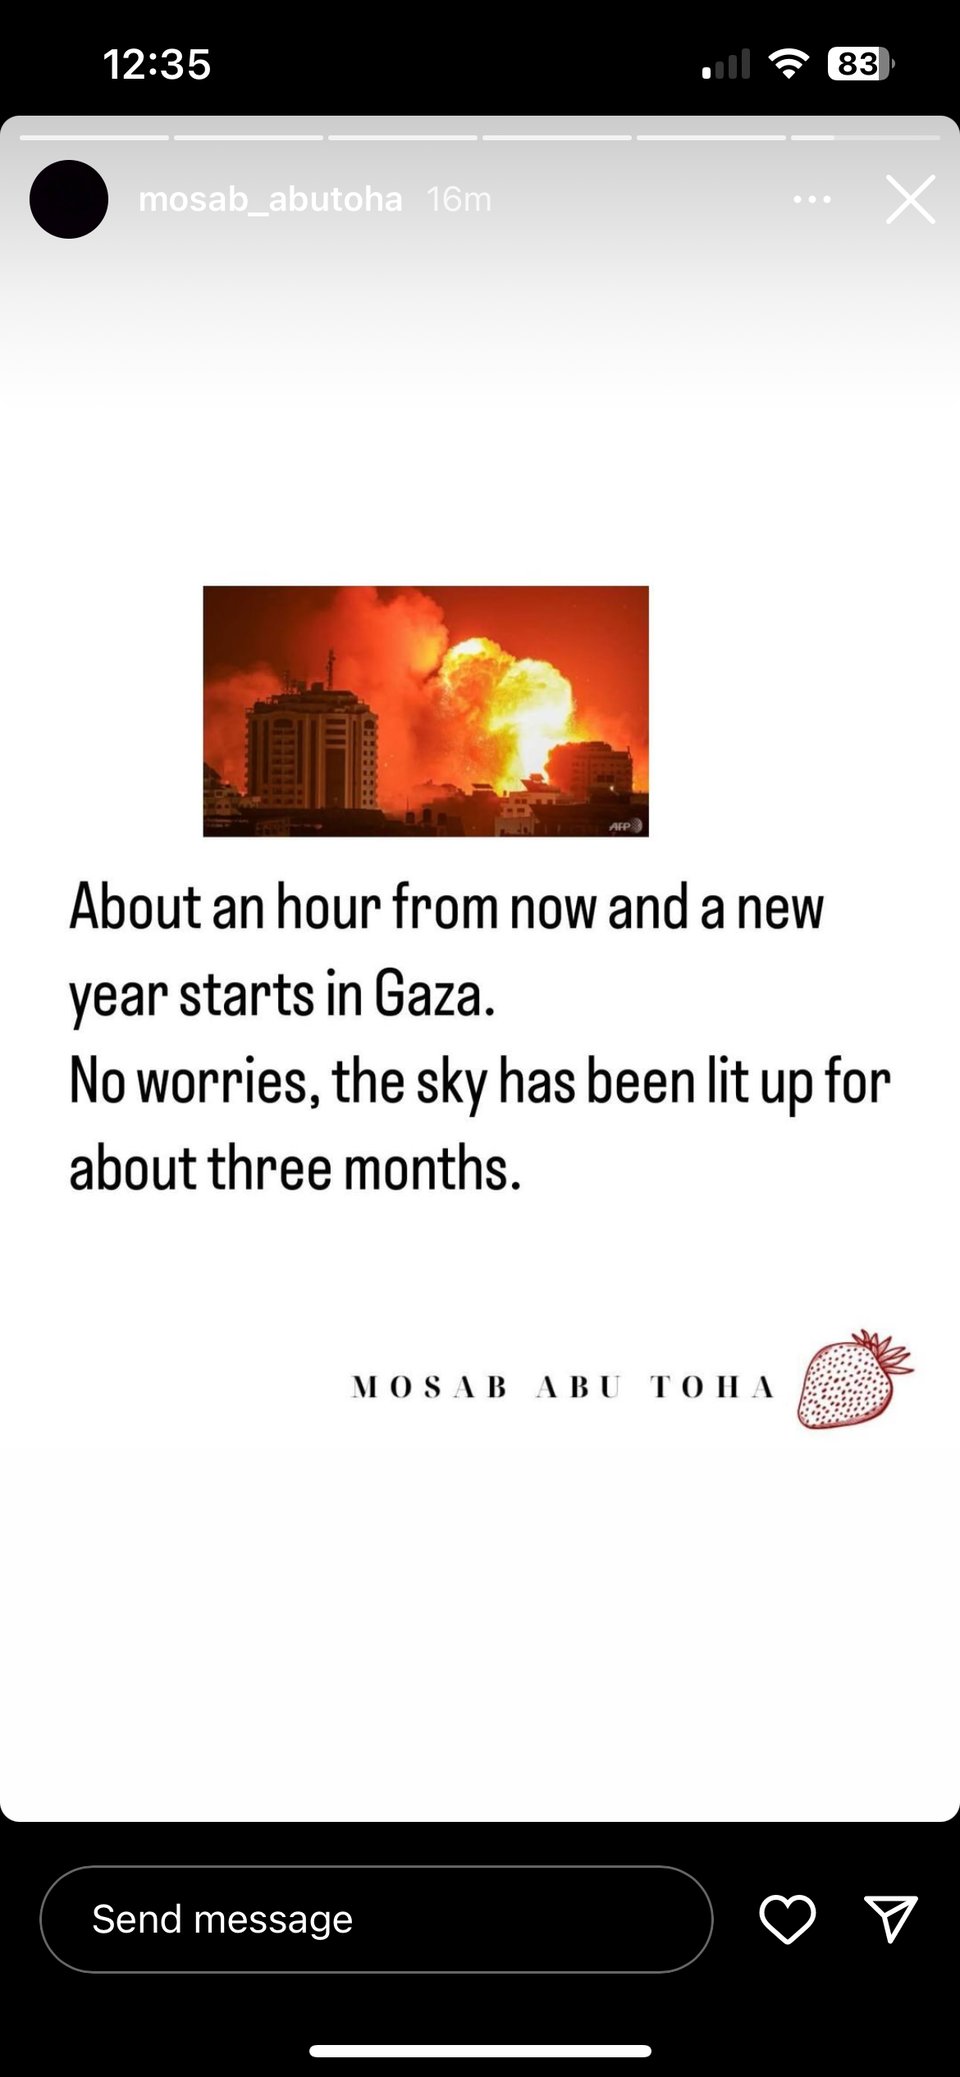 12:35
83
mosab_abutoha 16m
AFP
About an hour from now and a new
year starts in Gaza.
No worries, the sky has been lit up for
about three months.
MOSAB ABU TOHA
Send message